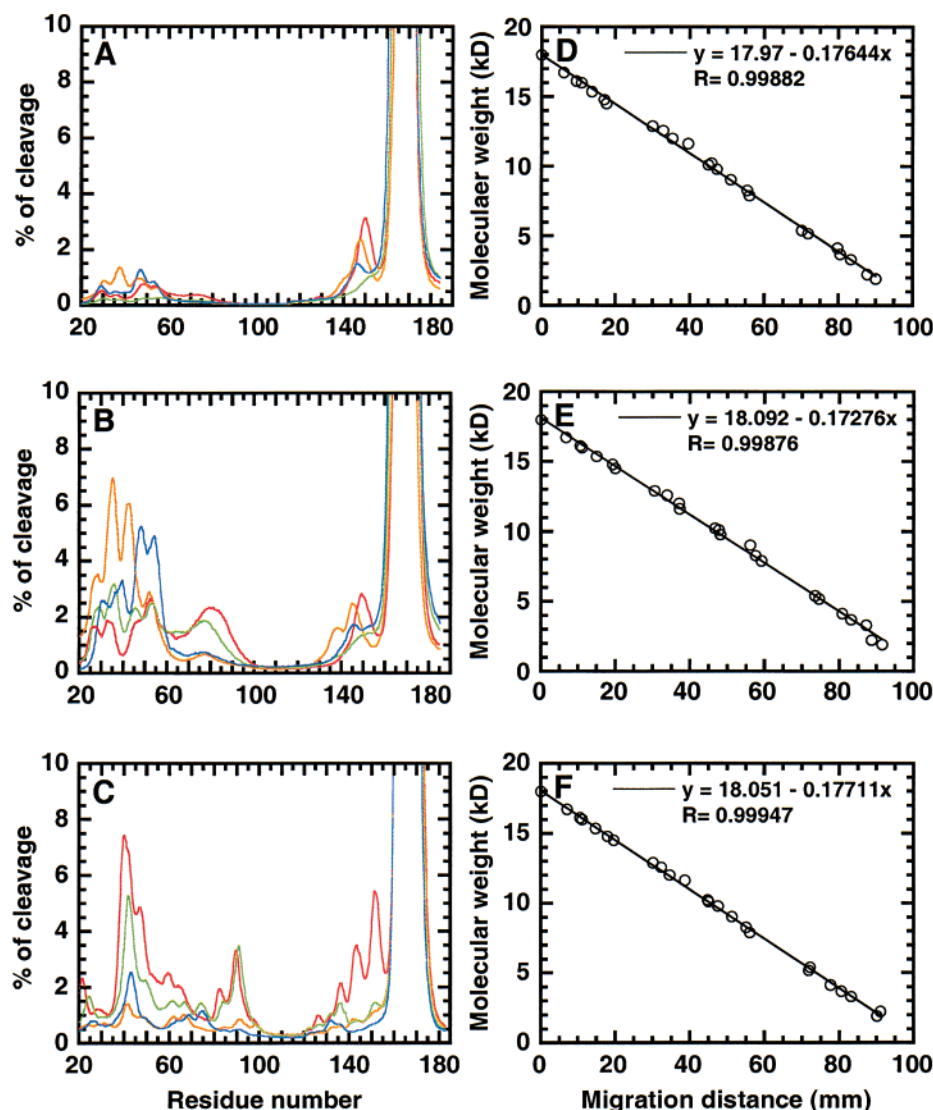 10
8
6
4
2
0
% of cleavage
A
20 60 100 140 180
18
15
10
5
0
Moleculaer weight (kD)
D
y = 17.97 - 0.17644x
R= 0.99882
0 20 40 60 80 100
10
8
6
4
2
0
% of cleavage
B
20 60 100 140 180
20
15
10
5
0
Molecular weight (kD)
E
y = 18.092 - 0.17276x
R= 0.99876
0 20 40 60 80 100
10
8
6
4
2
0
% of cleavage
C
20 60 100 140 180
Residue number
20
15
10
5
0
Molecular weight (kD)
F
y = 18.051 - 0.17711x
R= 0.99947
0 20 40 60 80 100
Migration distance (mm)